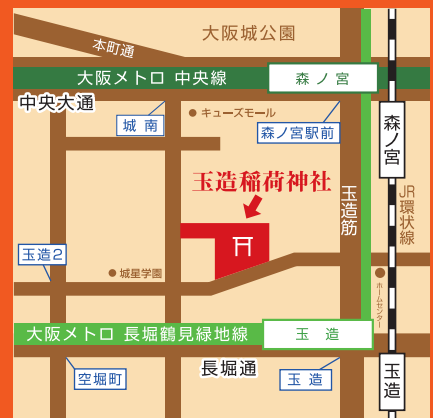 大阪城公園
本町通
大阪メトロ 中央線
森ノ宮
中央大通
キューズモール
城南
森ノ宮駅前
森ノ宮
玉造稲荷神社
玉造筋
JR環状線
玉造2
城星学園
ホームセンター
大阪メトロ 長堀鶴見緑地線
玉造
長堀通
空堀町
玉造
玉造